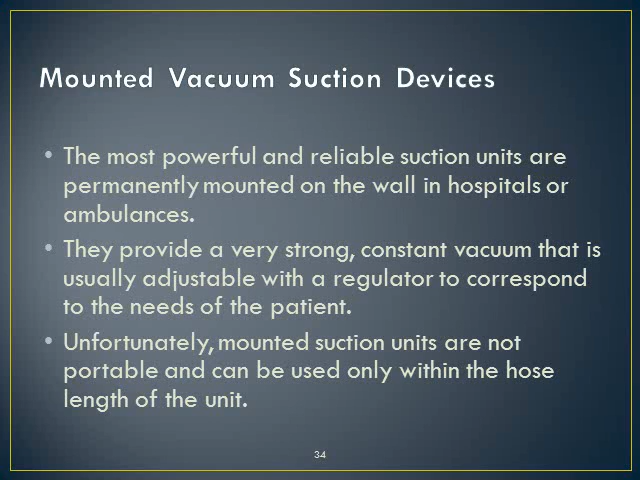 Mounted Vacuum Suction Devices
• The most powerful and reliable suction units are
permanently mounted on the wall in hospitals or
ambulances.
• They provide a very strong, constant vacuum that is
usually adjustable with a regulator to correspond
to the needs of the patient.
• Unfortunately, mounted suction units are not
portable and can be used only within the hose
length of the unit.
34